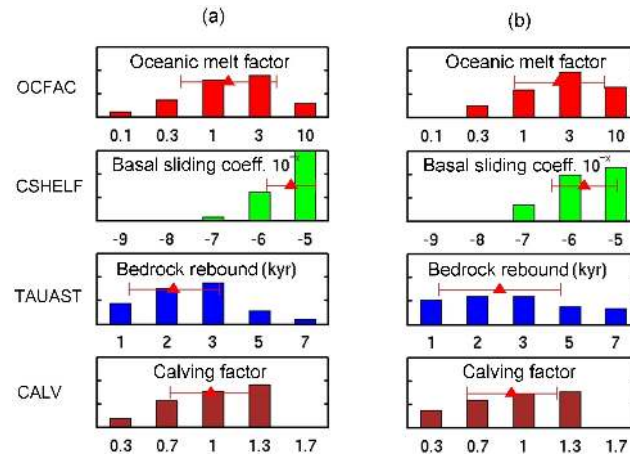 (a) (b)
OCFAC Oceanic melt factor Oceanic melt factor
0.1 0.3 1 3 10 0.1 0.3 1 3 10
CSHELF Basal sliding coeff. 10⁻ˣ Basal sliding coeff. 10⁻ˣ
-9 -8 -7 -6 -5 -9 -8 -7 -6 -5
TAUAST Bedrock rebound (kyr) Bedrock rebound (kyr)
1 2 3 5 7 1 2 3 5 7
CALV Calving factor Calving factor
0.3 0.7 1 1.3 1.7 0.3 0.7 1 1.3 1.7